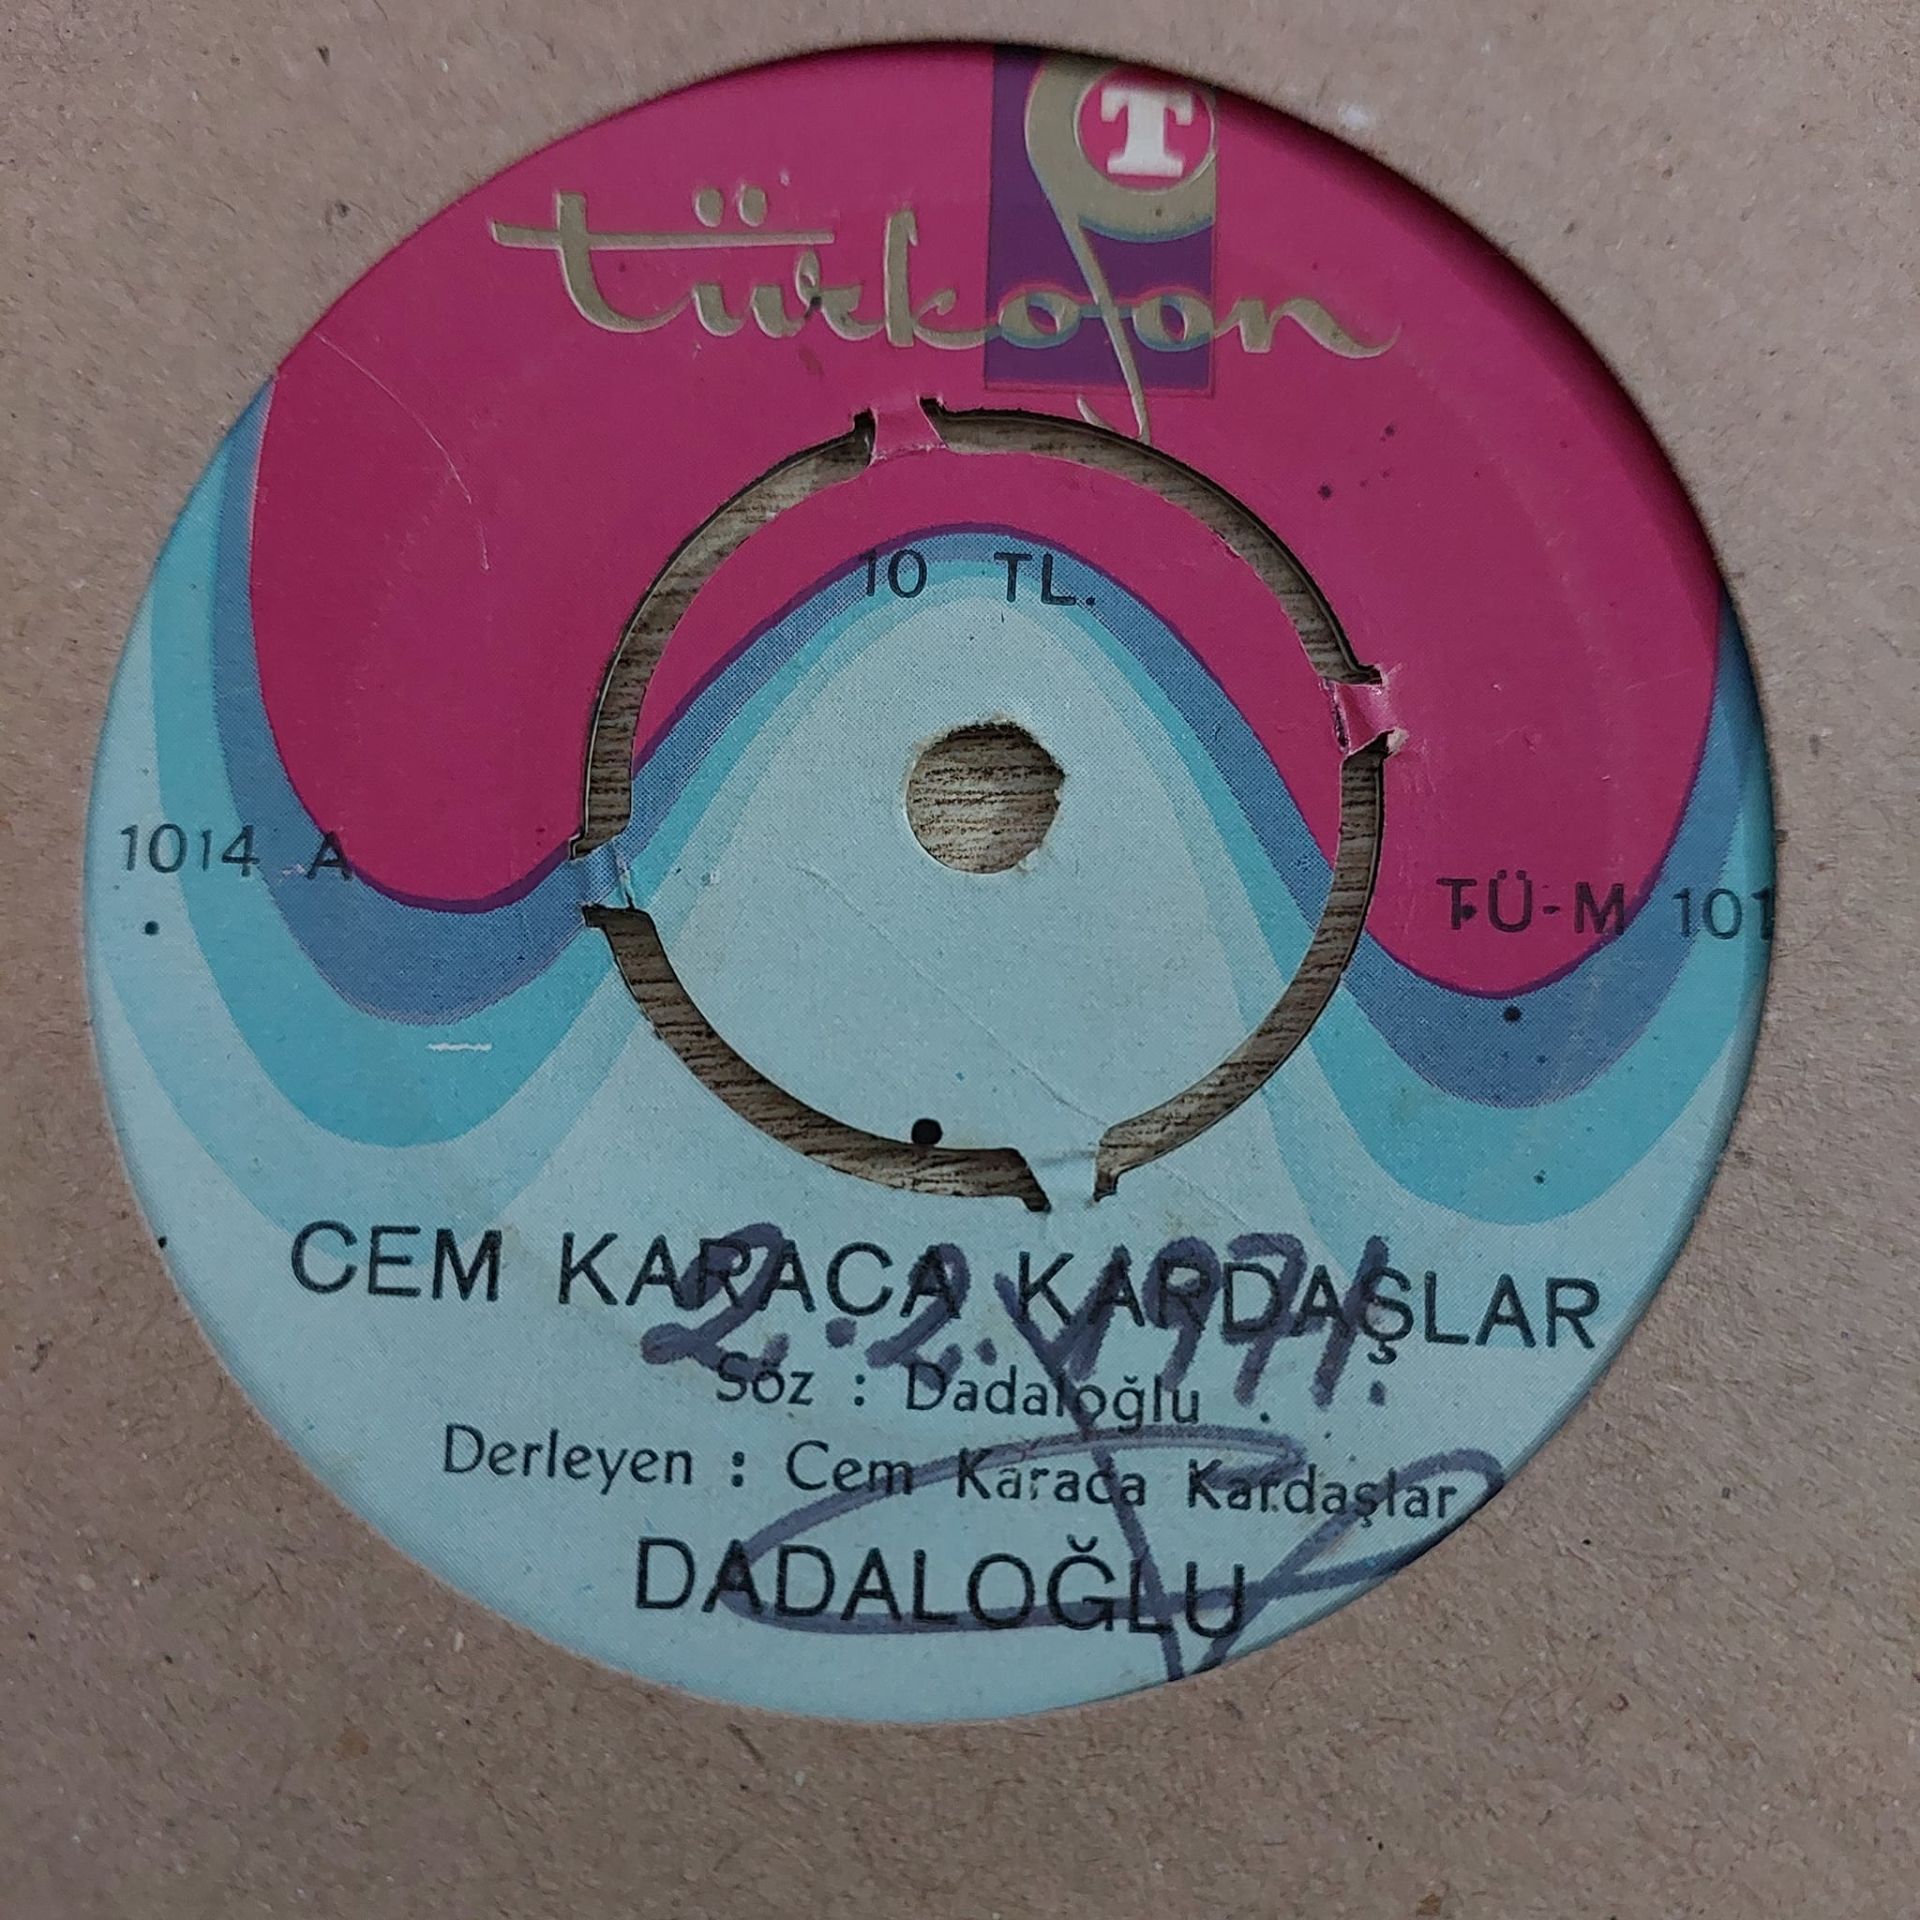 T
türkofon
10 TL.
1014 A
TÜ-M 101
CEM KARACA KARDAŞLAR
2.2.1971.
Söz : Dadaloğlu
Derleyen : Cem Karaca Kardaşlar
DADALOĞLU